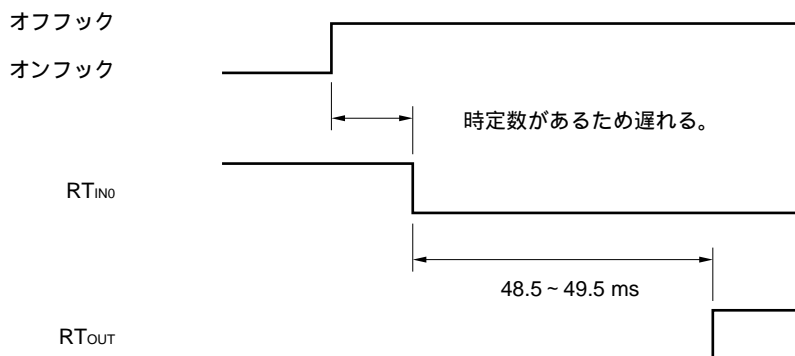 オフフック
オンフック
時定数があるため遅れる。
RTIN0
48.5 ~ 49.5 ms
RTOUT